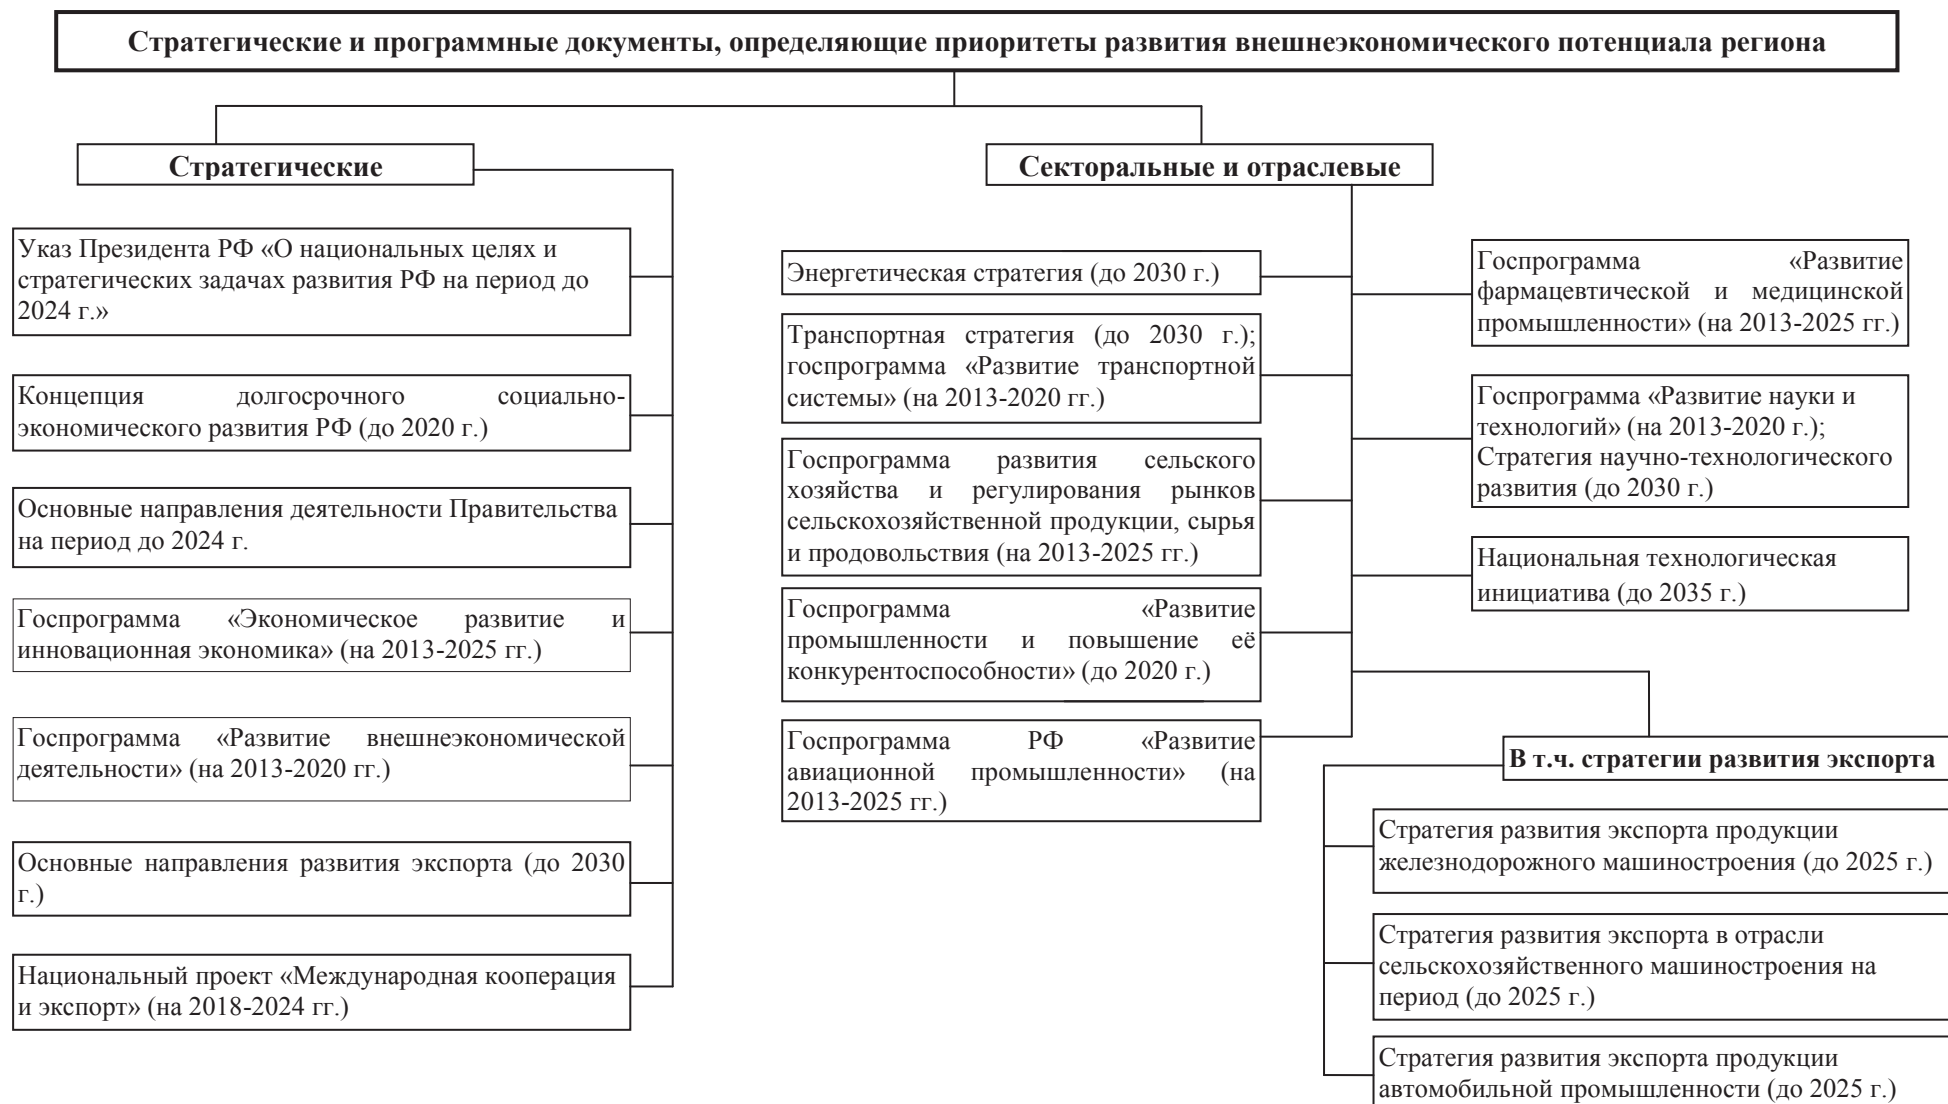 Стратегические и программные документы, определяющие приоритеты развития внешнеэкономического потенциала региона
Стратегические
Указ Президента РФ «О национальных целях и
стратегических задачах развития РФ на период до
2024 г.»
Концепция долгосрочного социально-
экономического развития РФ (до 2020 г.)
Основные направления деятельности Правительства
на период до 2024 г.
Госпрограмма «Экономическое развитие и
инновационная экономика» (на 2013-2025 гг.)
Госпрограмма «Развитие внешнеэкономической
деятельности» (на 2013-2020 гг.)
Основные направления развития экспорта (до 2030
г.)
Национальный проект «Международная кооперация
и экспорт» (на 2018-2024 гг.)
Секторальные и отраслевые
Энергетическая стратегия (до 2030 г.)
Транспортная стратегия (до 2030 г.);
госпрограмма «Развитие транспортной
системы» (на 2013-2020 гг.)
Госпрограмма развития сельского
хозяйства и регулирования рынков
сельскохозяйственной продукции, сырья
и продовольствия (на 2013-2025 гг.)
Госпрограмма «Развитие
промышленности и повышение её
конкурентоспособности» (до 2020 г.)
Госпрограмма РФ «Развитие
авиационной промышленности» (на
2013-2025 гг.)
Госпрограмма «Развитие
фармацевтической и медицинской
промышленности» (на 2013-2025 гг.)
Госпрограмма «Развитие науки и
технологий» (на 2013-2020 г.);
Стратегия научно-технологического
развития (до 2030 г.)
Национальная технологическая
инициатива (до 2035 г.)
В т.ч. стратегии развития экспорта
Стратегия развития экспорта продукции
железнодорожного машиностроения (до 2025 г.)
Стратегия развития экспорта в отрасли
сельскохозяйственного машиностроения на
период (до 2025 г.)
Стратегия развития экспорта продукции
автомобильной промышленности (до 2025 г.)